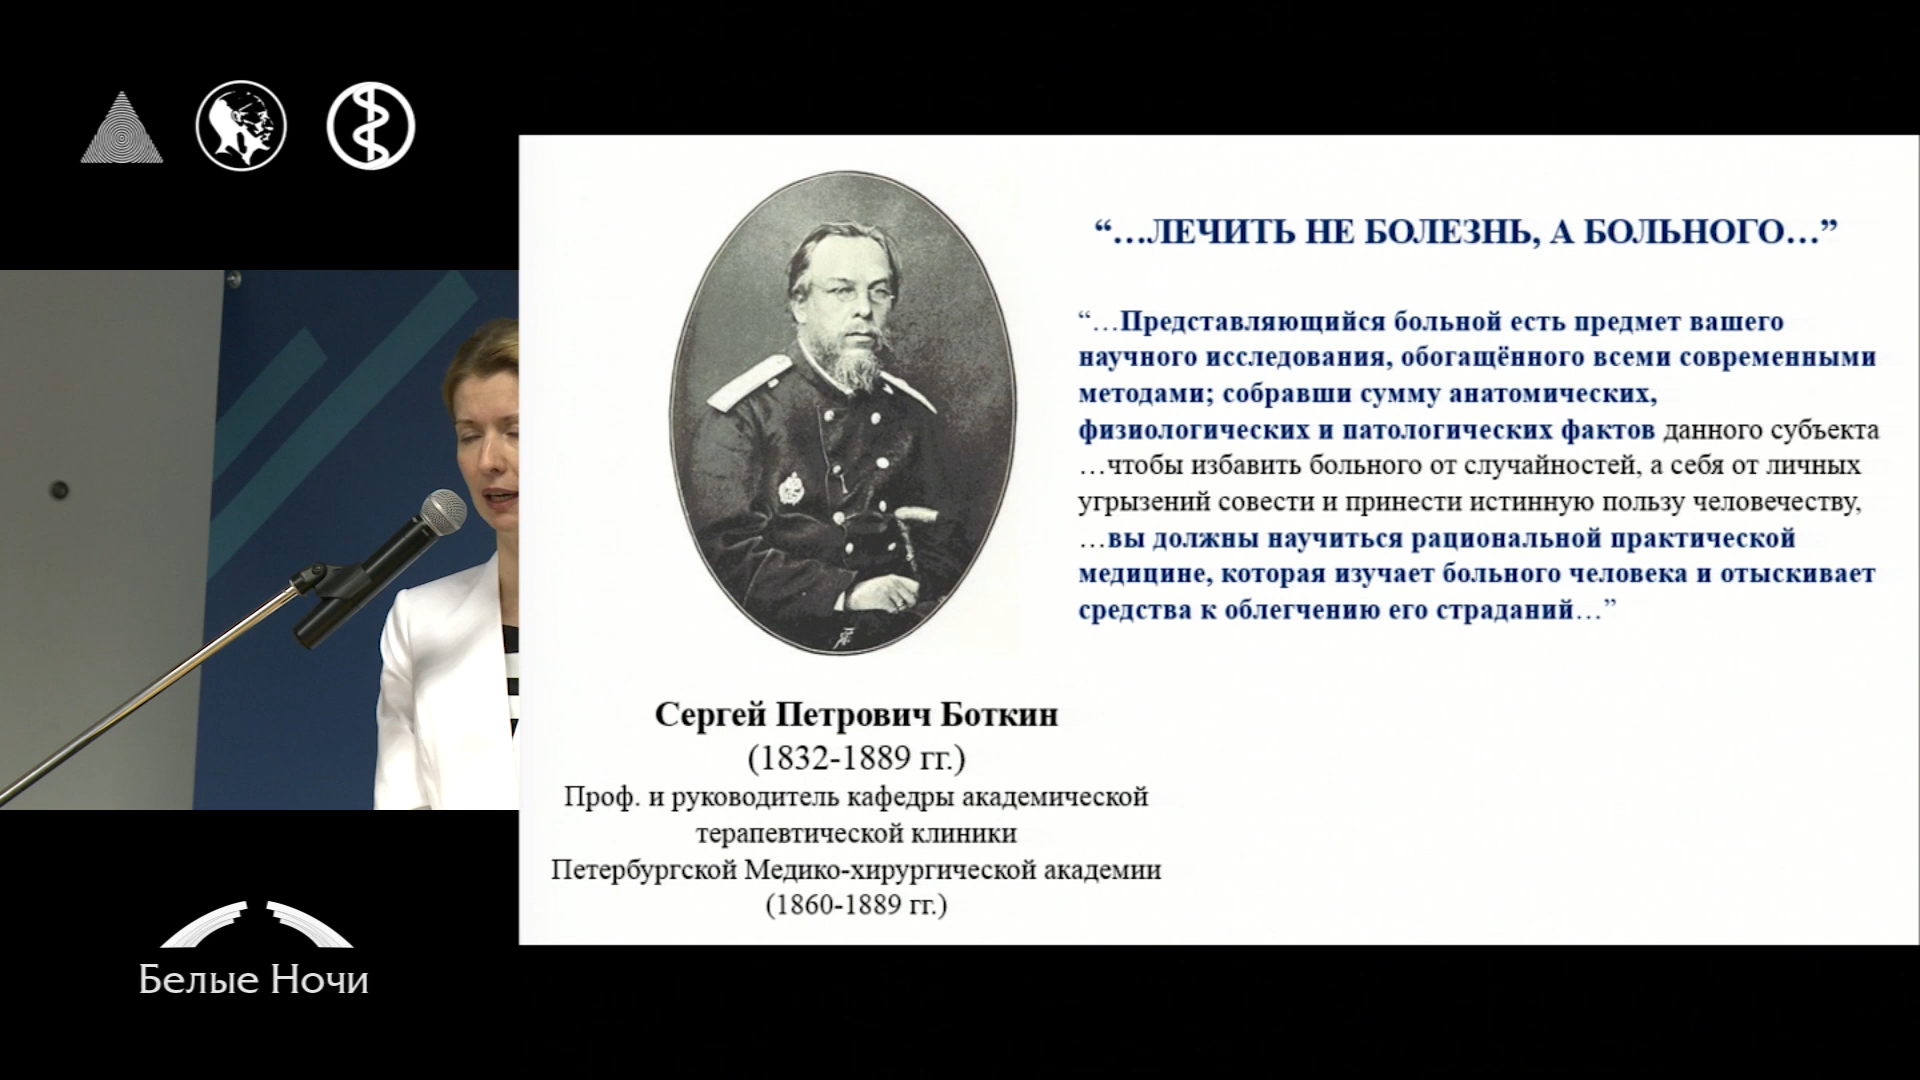 “…ЛЕЧИТЬ НЕ БОЛЕЗНЬ, А БОЛЬНОГО…”
“…Представляющийся больной есть предмет вашего
научного исследования, обогащённого всеми современными
методами; собравши сумму анатомических,
физиологических и патологических фактов данного субъекта
…чтобы избавить больного от случайностей, а себя от личных
угрызений совести и принести истинную пользу человечеству,
…вы должны научиться рациональной практической
медицине, которая изучает больного человека и отыскивает
средства к облегчению его страданий…”
Сергей Петрович Боткин
(1832-1889 гг.)
Проф. и руководитель кафедры академической
терапевтической клиники
Петербургской Медико-хирургической академии
(1860-1889 гг.)
Белые Ночи